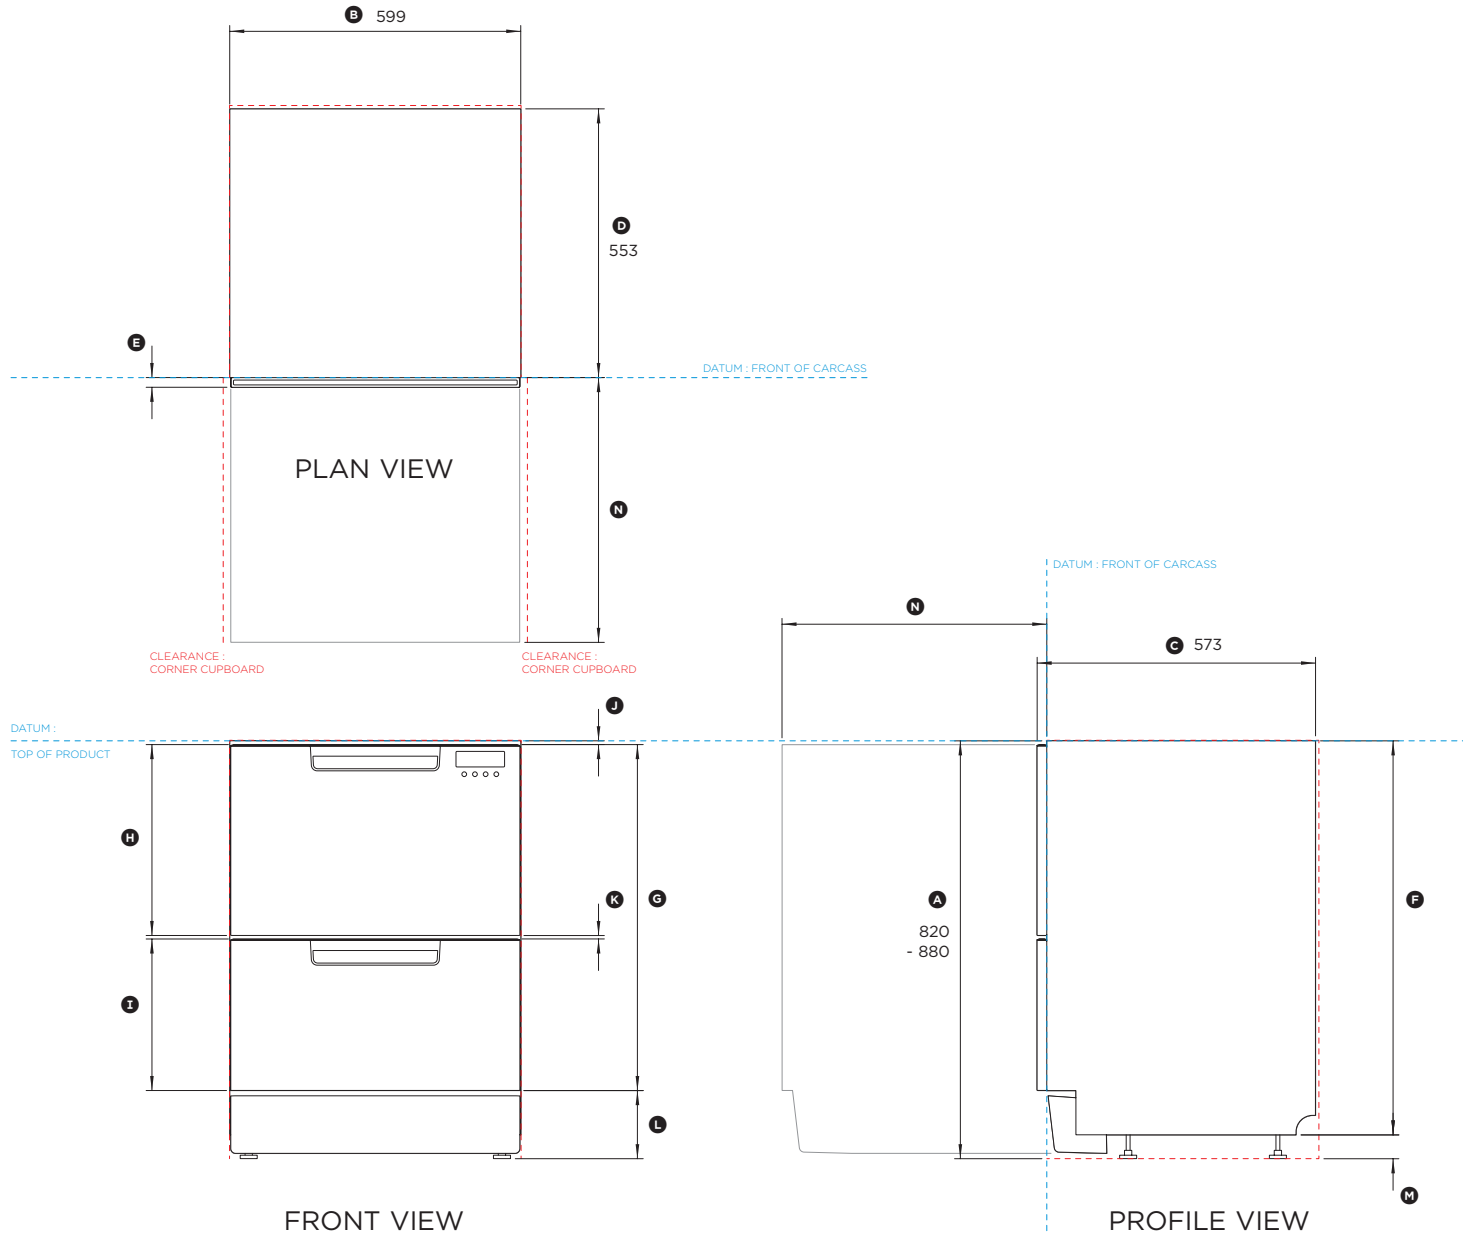 B 599
D
553
E
DATUM : FRONT OF CARCASS
PLAN VIEW
N
DATUM : FRONT OF CARCASS
N
C 573
CLEARANCE :
CORNER CUPBOARD
CLEARANCE :
CORNER CUPBOARD
J
DATUM :
TOP OF PRODUCT
H
K
G
A
820
- 880
F
I
L
M
FRONT VIEW
PROFILE VIEW